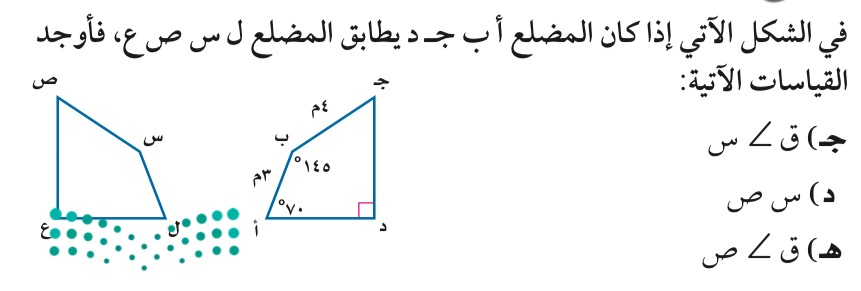 في الشكل الآتي إذا كان المضلع أ ب جـ د يطابق المضلع ل س ص ع، فأوجد
القياسات الآتية:
جـ) ق ∠ س
د) س ص
هـ) ق ∠ ص
جـ
٤م
ب
١٤٥°
٣م
٧٠°
أ
د
ص
س
ع
ل